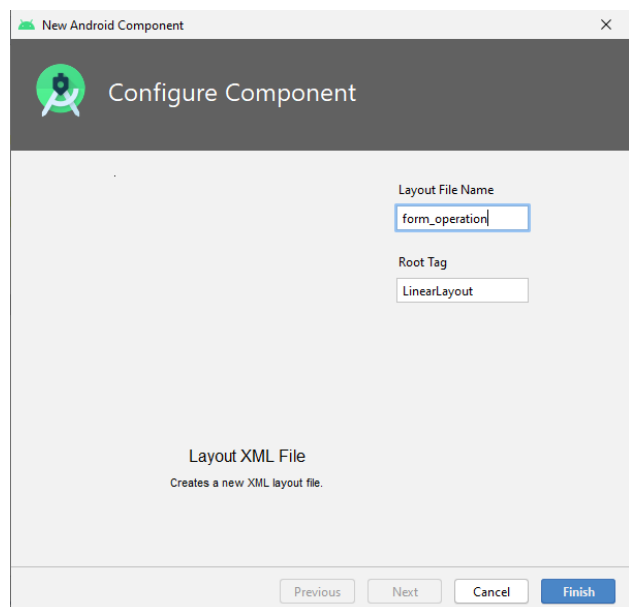 New Android Component
Configure Component
Layout File Name
form_operation
Root Tag
LinearLayout
Layout XML File
Creates a new XML layout file.
Previous
Next
Cancel
Finish